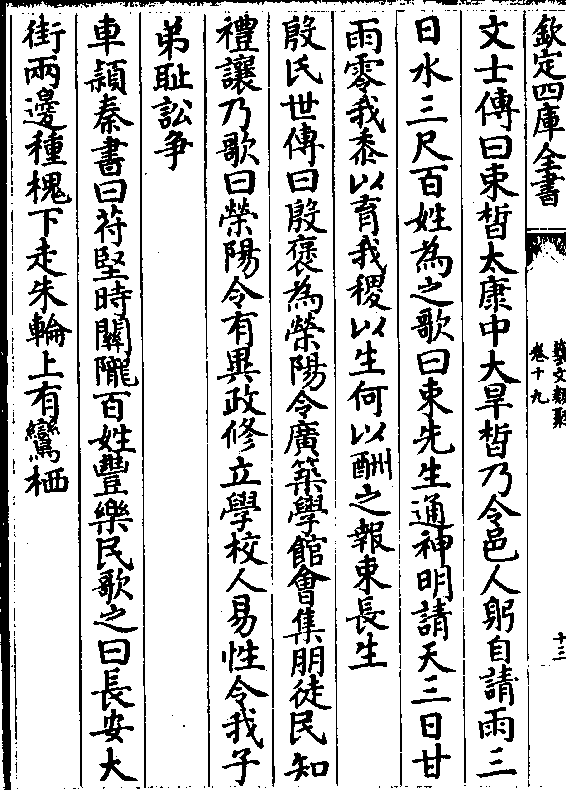 欽定四庫全書
藝文類聚
卷十九
十三
文士傳曰束晳太康中大旱晳乃令邑人躬自請雨三
日水三尺百姓為之歌曰束先生通神明請天三日甘
雨零我黍以育我稷以生何以酬之報束長生
殷氏世傳曰殷褒為滎陽令廣築學館會集朋徒民知
禮讓乃歌曰榮陽令有異政修立學校人易性令我子
弟耻訟争
車頴秦書曰苻堅時關隴百姓豐樂民歌之曰長安大
街兩邊種槐下走朱輪上有鸞栖